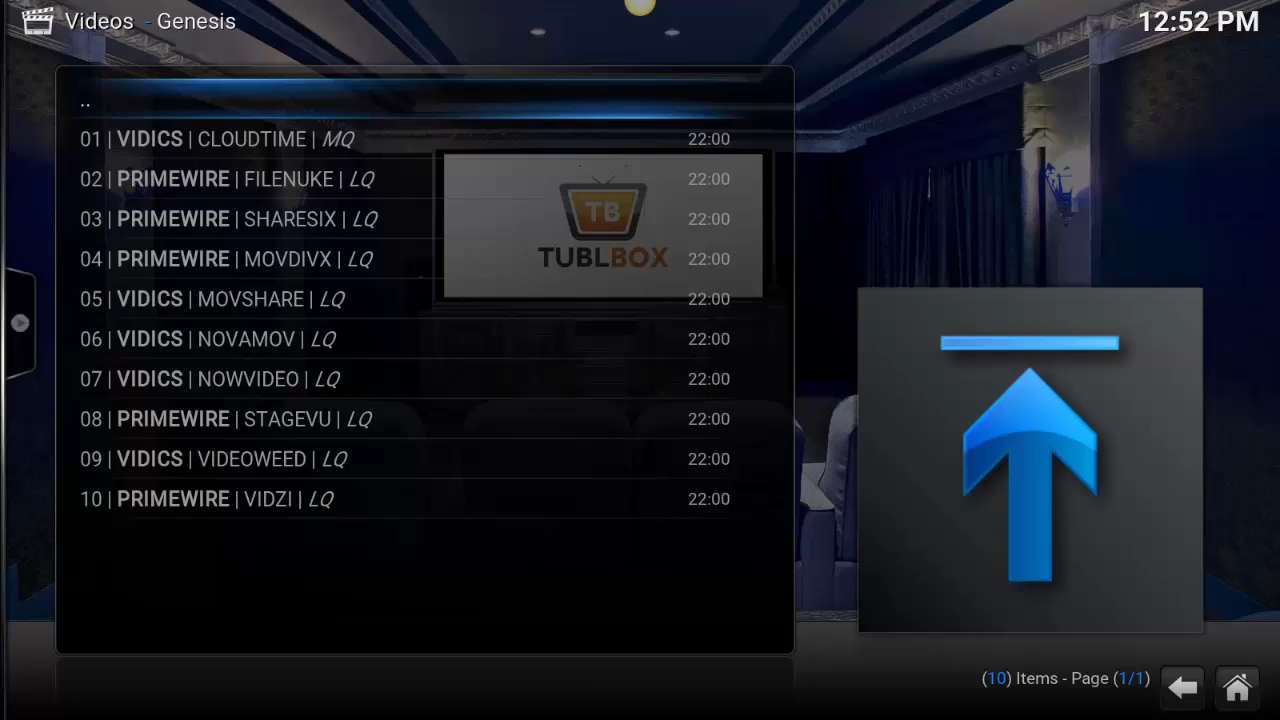 Videos - Genesis
12:52 PM
..
01 | VIDICS | CLOUDTIME | MQ 22:00
02 | PRIMEWIRE | FILENUKE | LQ 22:00
03 | PRIMEWIRE | SHARESIX | LQ 22:00
04 | PRIMEWIRE | MOVDIVX | LQ 22:00
05 | VIDICS | MOVSHARE | LQ 22:00
06 | VIDICS | NOVAMOV | LQ 22:00
07 | VIDICS | NOWVIDEO | LQ 22:00
08 | PRIMEWIRE | STAGEVU | LQ 22:00
09 | VIDICS | VIDEOWEED | LQ 22:00
10 | PRIMEWIRE | VIDZI | LQ 22:00
TB
TUBLBOX
(10) Items - Page (1/1)